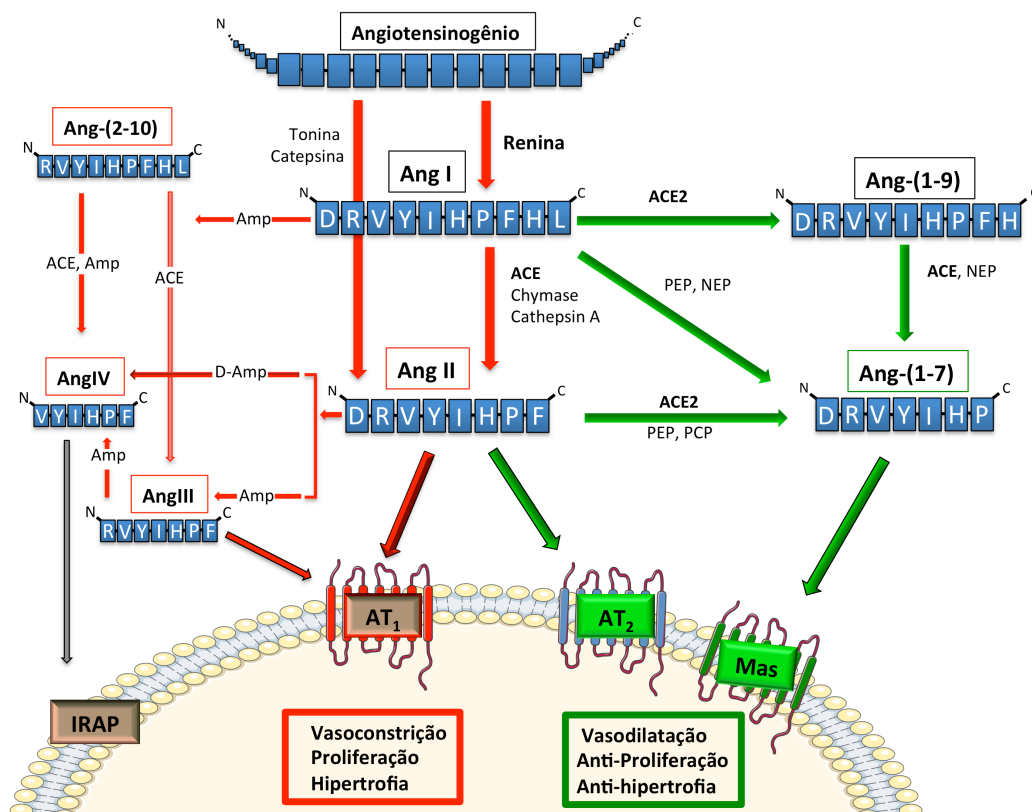 N
C
Angiotensinogênio
Ang-(2-10)
N
C
RVYIHPFHL
Tonina
Catepsina
Renina
Ang I
N
C
DRVYIHPFHL
Amp
ACE2
Ang-(1-9)
N
C
DRVYIHPFH
ACE, Amp
ACE
ACE
Chymase
Cathepsin A
PEP, NEP
ACE, NEP
AngIV
N
C
VYIHPF
D-Amp
Ang II
N
C
DRVYIHPF
ACE2
PEP, PCP
Ang-(1-7)
N
C
DRVYIHP
Amp
AngIII
Amp
N
C
RVYIHPF
AT1
AT2
Mas
IRAP
Vasoconstrição
Proliferação
Hipertrofia
Vasodilatação
Anti-Proliferação
Anti-hipertrofia